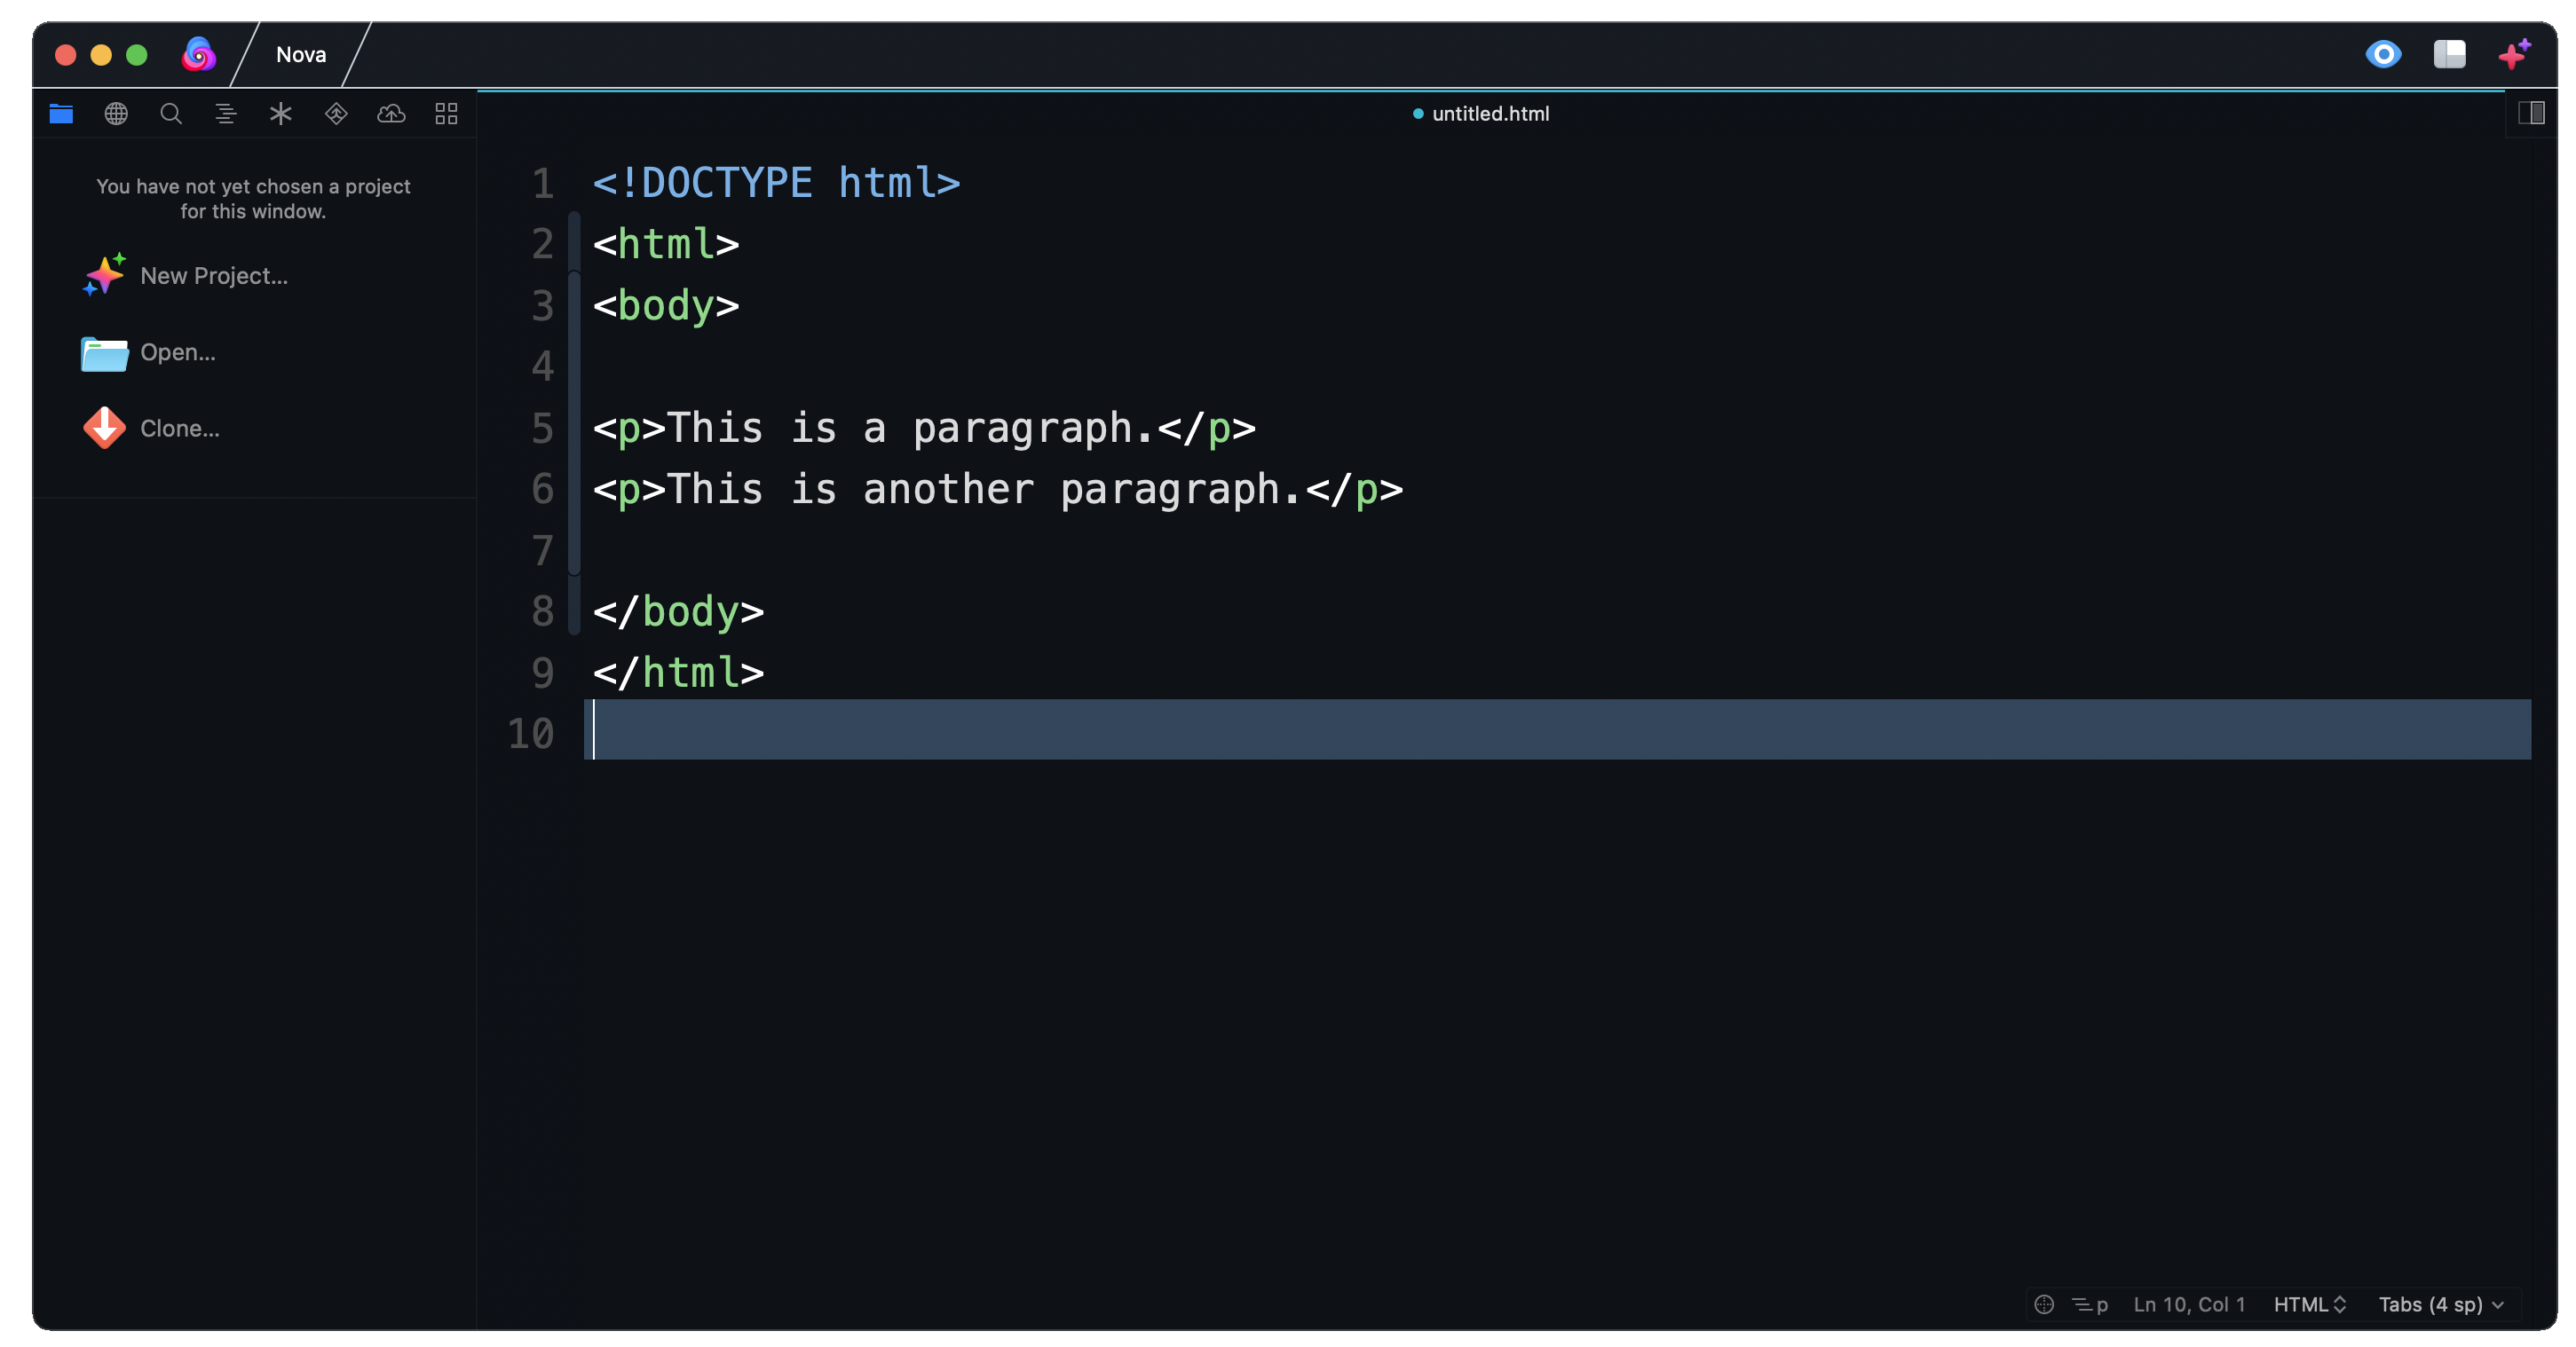 Nova
untitled.html
You have not yet chosen a project
for this window.
New Project...
Open...
Clone...
1 <!DOCTYPE html>
2 <html>
3 <body>
4
5 <p>This is a paragraph.</p>
6 <p>This is another paragraph.</p>
7
8 </body>
9 </html>
10
p Ln 10, Col 1 HTML Tabs (4 sp)